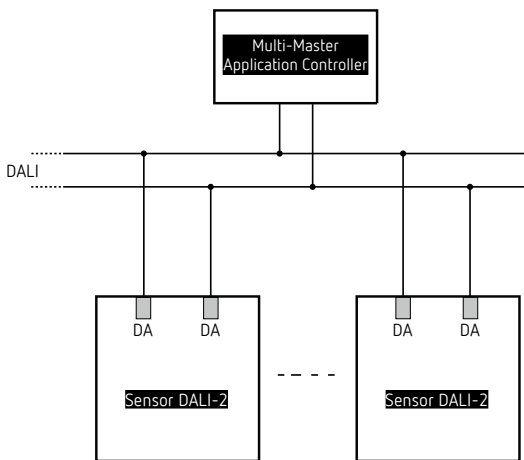 Multi-Master
Application Controller
DALI
DA DA DA DA
Sensor DALI-2 Sensor DALI-2